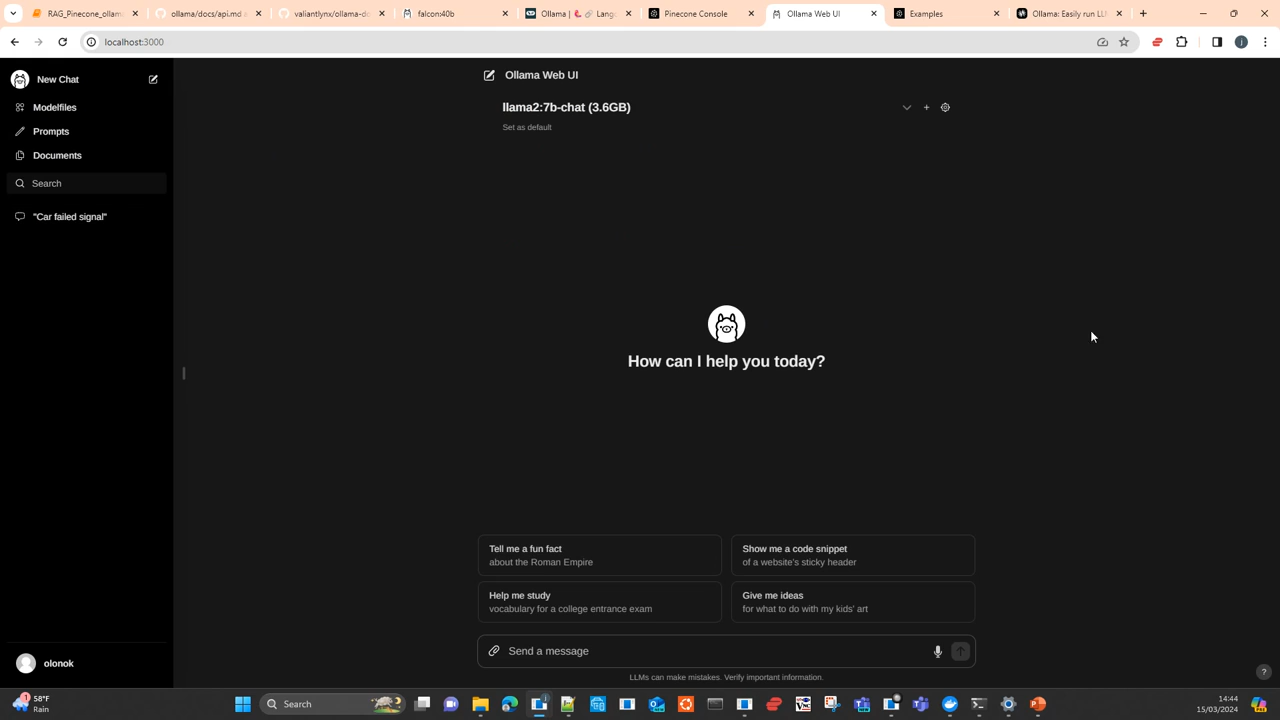 RAG_Pinecone_ollam
ollama/docs/api.md a
valiantlynx/ollama-do
falcon:40b
Ollama | 🦜️🔗 Lang
Pinecone Console
Ollama Web UI
Examples
Ollama: Easily run LL
localhost:3000
New Chat
Modelfiles
Prompts
Documents
Search
"Car failed signal"
olonok
Ollama Web UI
llama2:7b-chat (3.6GB)
Set as default
How can I help you today?
Tell me a fun fact
about the Roman Empire
Show me a code snippet
of a website's sticky header
Help me study
vocabulary for a college entrance exam
Give me ideas
for what to do with my kids' art
Send a message
LLMs can make mistakes. Verify important information.
?
1
58°F
Rain
Search
14:44
15/03/2024